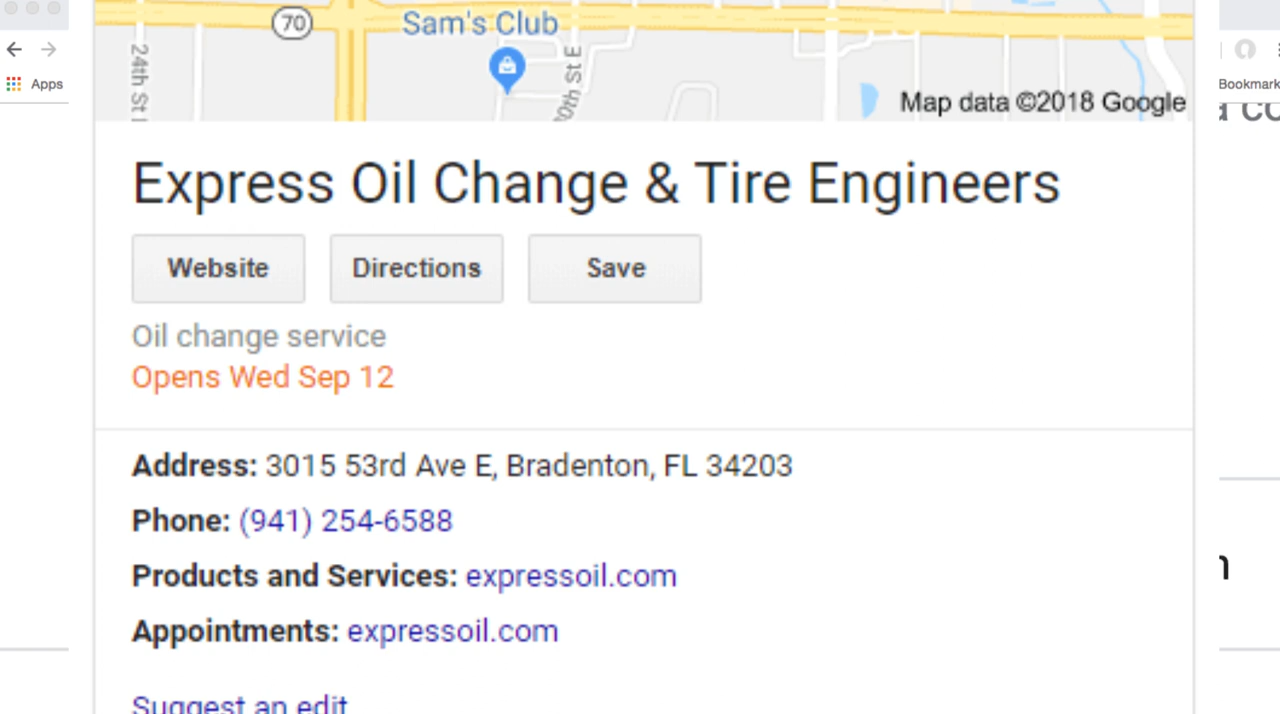 70
Sam's Club
24th St
0th St E
Map data ©2018 Google
Apps
Bookmark
Express Oil Change & Tire Engineers
Website
Directions
Save
Oil change service
Opens Wed Sep 12
Address: 3015 53rd Ave E, Bradenton, FL 34203
Phone: (941) 254-6588
Products and Services: expressoil.com
Appointments: expressoil.com
Suggest an edit